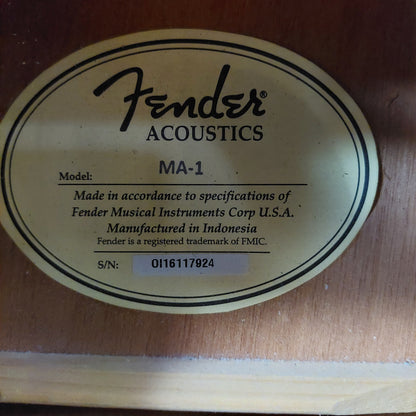 Fender®
ACOUSTICS
Model: MA-1
Made in accordance to specifications of
Fender Musical Instruments Corp U.S.A.
Manufactured in Indonesia
Fender is a registered trademark of FMIC.
S/N: OI16117924